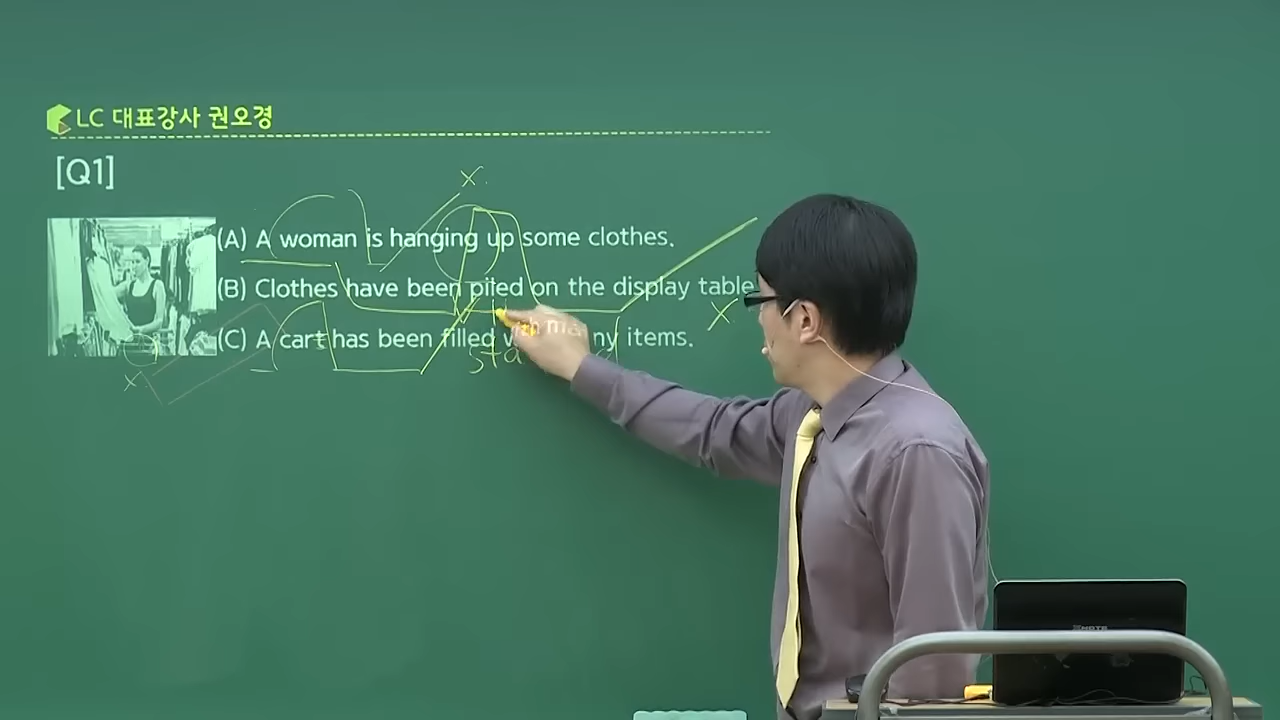 LC 대표강사 권오경
[Q1]
x
(A) A woman is hanging up some clothes.
(B) Clothes have been piled on the display table
x
(C) A cart has been filled with many items.
x